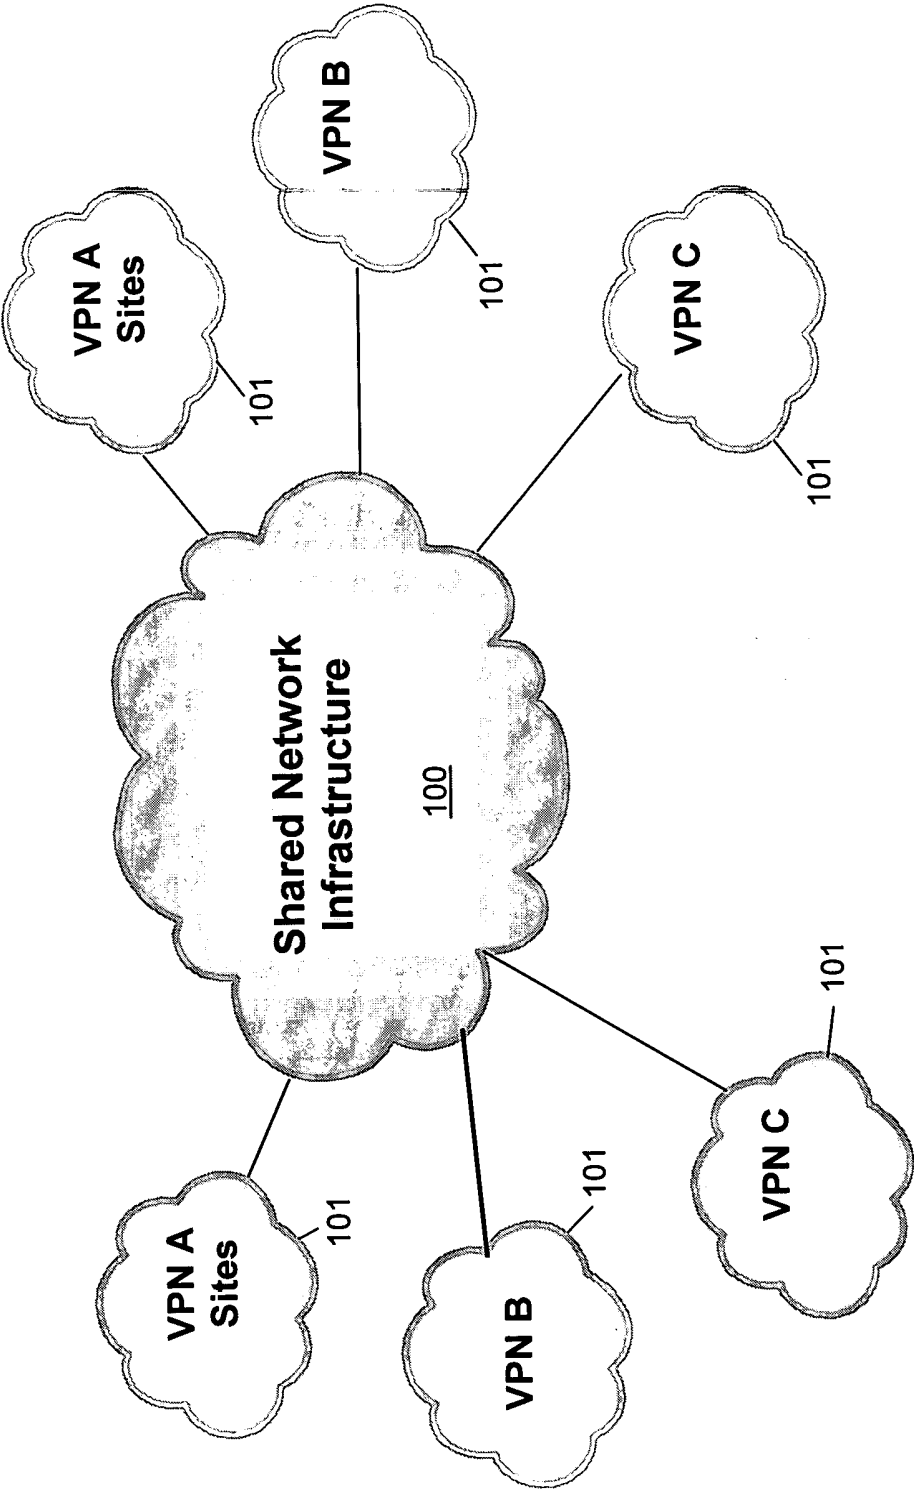 VPN A
Sites
101
VPN B
101
VPN C
101
Shared Network
Infrastructure
100
VPN A
Sites
101
VPN B
101
VPN C
101